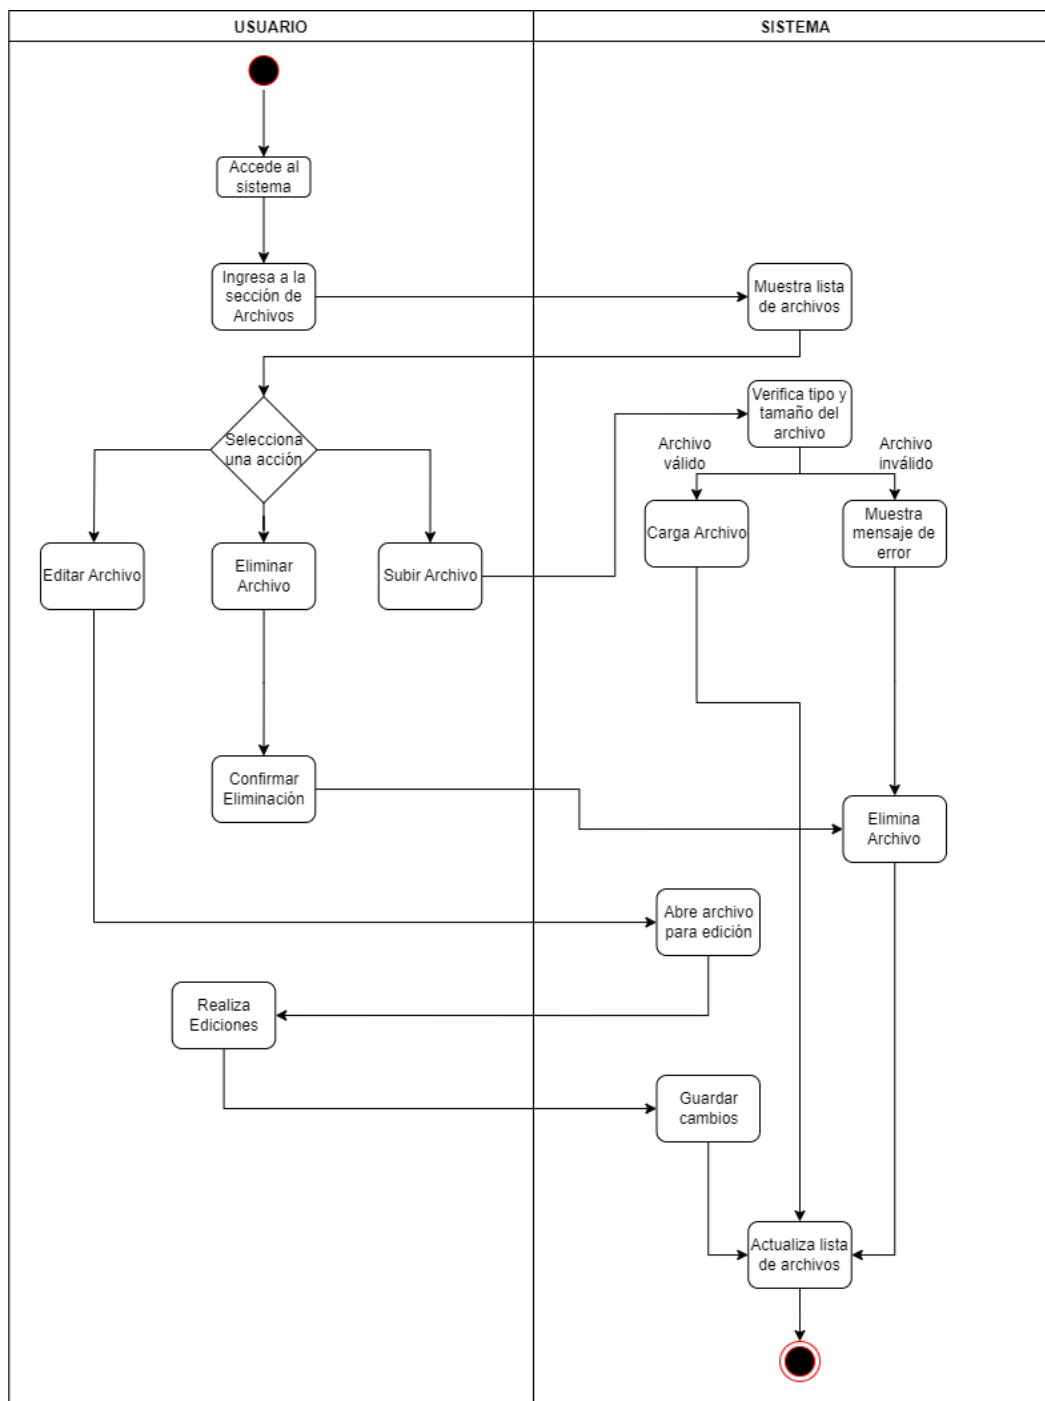 USUARIO
SISTEMA
Accede al
sistema
Ingresa a la
sección de
Archivos
Muestra lista
de archivos
Verifica tipo y
tamaño del
archivo
Selecciona
una acción
Archivo
válido
Archivo
inválido
Carga Archivo
Muestra
mensaje de
error
Editar Archivo
Eliminar
Archivo
Subir Archivo
Confirmar
Eliminación
Elimina
Archivo
Abre archivo
para edición
Realiza
Ediciones
Guardar
cambios
Actualiza lista
de archivos